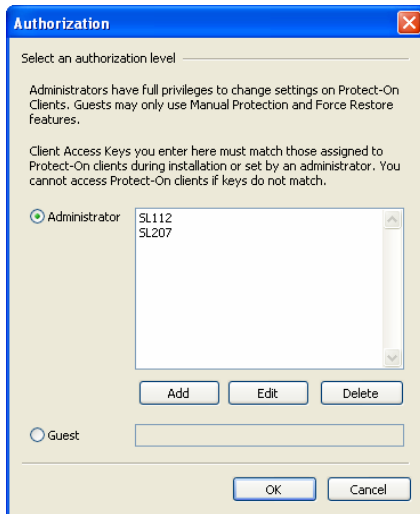 Authorization
Select an authorization level
Administrators have full privileges to change settings on Protect-On
Clients. Guests may only use Manual Protection and Force Restore
features.
Client Access Keys you enter here must match those assigned to
Protect-On clients during installation or set by an administrator. You
cannot access Protect-On clients if keys do not match.
Administrator
SL112
SL207
Add Edit Delete
Guest
OK Cancel